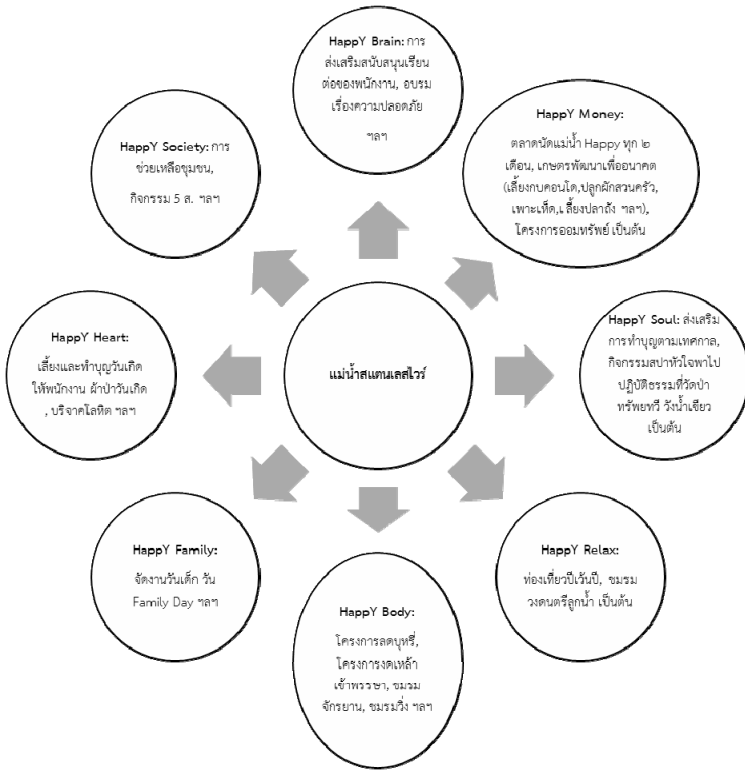 HappY Brain: การ
ส่งเสริมสนับสนุนเรียน
ต่อของพนักงาน, อบรม
เรื่องความปลอดภัย
ฯลฯ
HappY Money:
ตลาดนัดแม่น้ำ Happy ทุก ๒
เดือน, เกษตรพัฒนาเพื่ออนาคต
(เลี้ยงกบคอนโด,ปลูกผักสวนครัว,
เพาะเห็ด,เลี้ยงปลาถัง ฯลฯ),
โครงการออมทรัพย์ เป็นต้น
HappY Soul: ส่งเสริม
การทำบุญตามเทศกาล,
กิจกรรมสปาหัวใจพาไป
ปฏิบัติธรรมที่วัดป่า
ทรัพยทวี วังน้ำเขียว
เป็นต้น
HappY Relax:
ท่องเที่ยวปีเว้นปี, ชมรม
วงดนตรีลูกน้ำ เป็นต้น
HappY Body:
โครงการลดบุหรี่,
โครงการงดเหล้า
เข้าพรรษา, ชมรม
จักรยาน, ชมรมวิ่ง ฯลฯ
HappY Family:
จัดงานวันเด็ก วัน
Family Day ฯลฯ
HappY Heart:
เลี้ยงและทำบุญวันเกิด
ให้พนักงาน ผ้าป่าวันเกิด
, บริจาคโลหิต ฯลฯ
HappY Society: การ
ช่วยเหลือชุมชน,
กิจกรรม 5 ส. ฯลฯ
แม่น้ำสแตนเลสไวร์